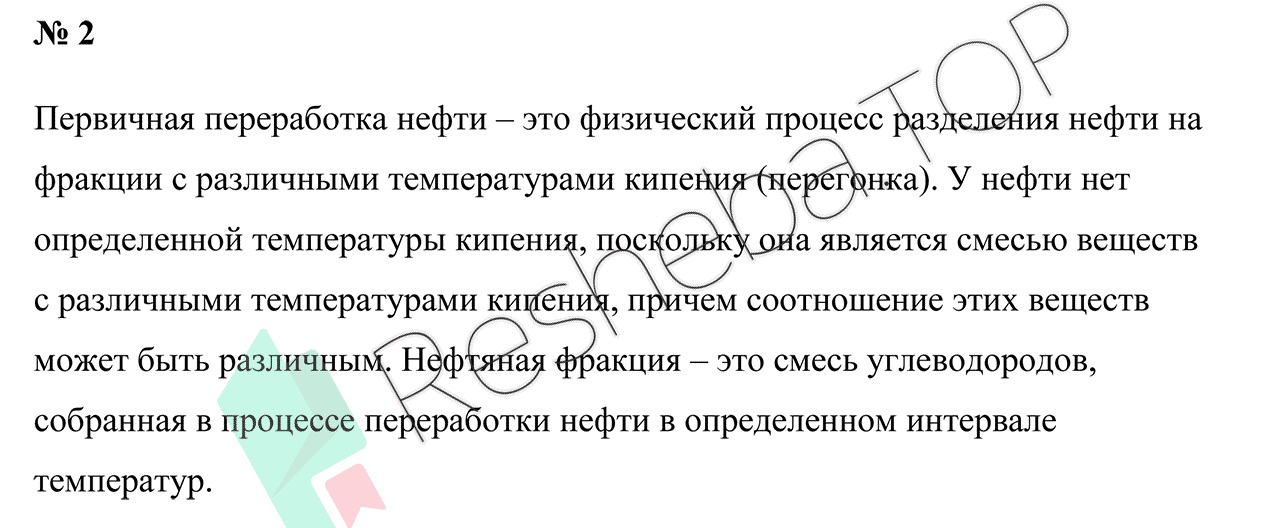 № 2
Первичная переработка нефти – это физический процесс разделения нефти на
фракции с различными температурами кипения (перегонка). У нефти нет
определенной температуры кипения, поскольку она является смесью веществ
с различными температурами кипения, причем соотношение этих веществ
может быть различным. Нефтяная фракция – это смесь углеводородов,
собранная в процессе переработки нефти в определенном интервале
температур.
Resheba TOP